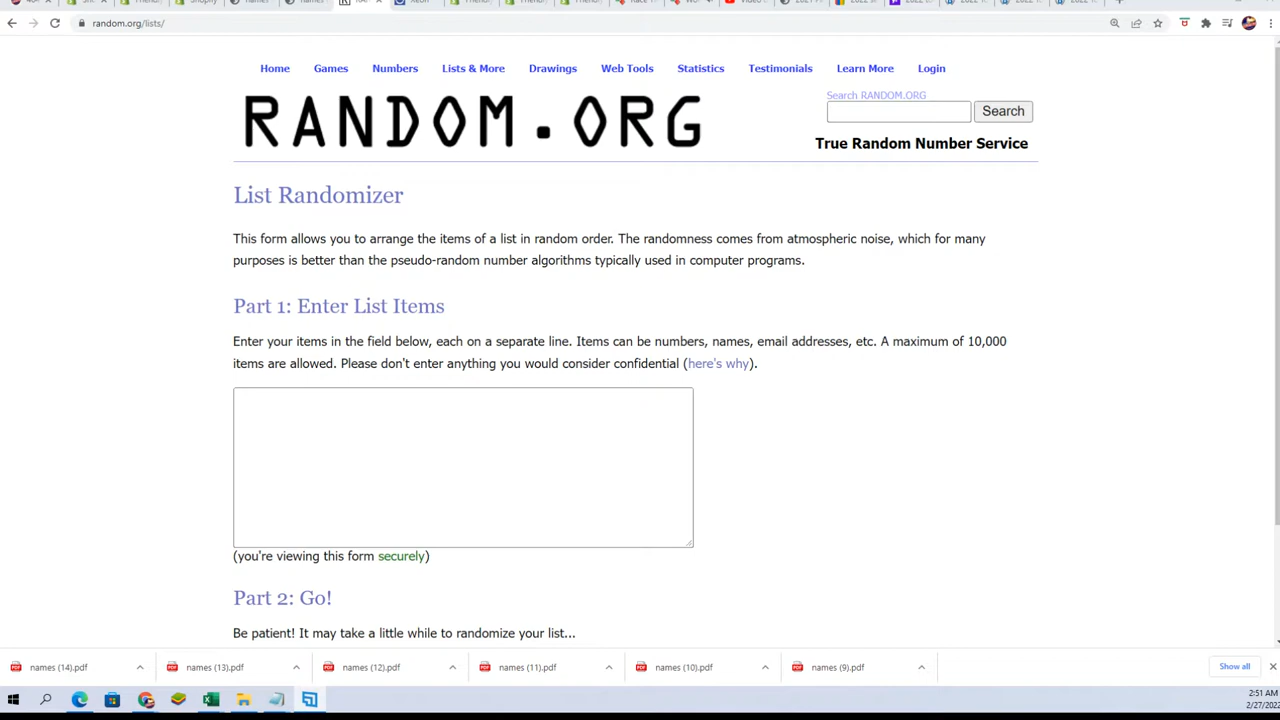 Shopify
names
names
Xeon
random.org/lists/
Home Games Numbers Lists & More Drawings Web Tools Statistics Testimonials Learn More Login
RANDOM.ORG
Search RANDOM.ORG
Search
True Random Number Service
List Randomizer
This form allows you to arrange the items of a list in random order. The randomness comes from atmospheric noise, which for many
purposes is better than the pseudo-random number algorithms typically used in computer programs.
Part 1: Enter List Items
Enter your items in the field below, each on a separate line. Items can be numbers, names, email addresses, etc. A maximum of 10,000
items are allowed. Please don't enter anything you would consider confidential (here's why).
(you're viewing this form securely)
Part 2: Go!
Be patient! It may take a little while to randomize your list...
names (14).pdf names (13).pdf names (12).pdf names (11).pdf names (10).pdf names (9).pdf Show all
2:51 AM
2/27/202